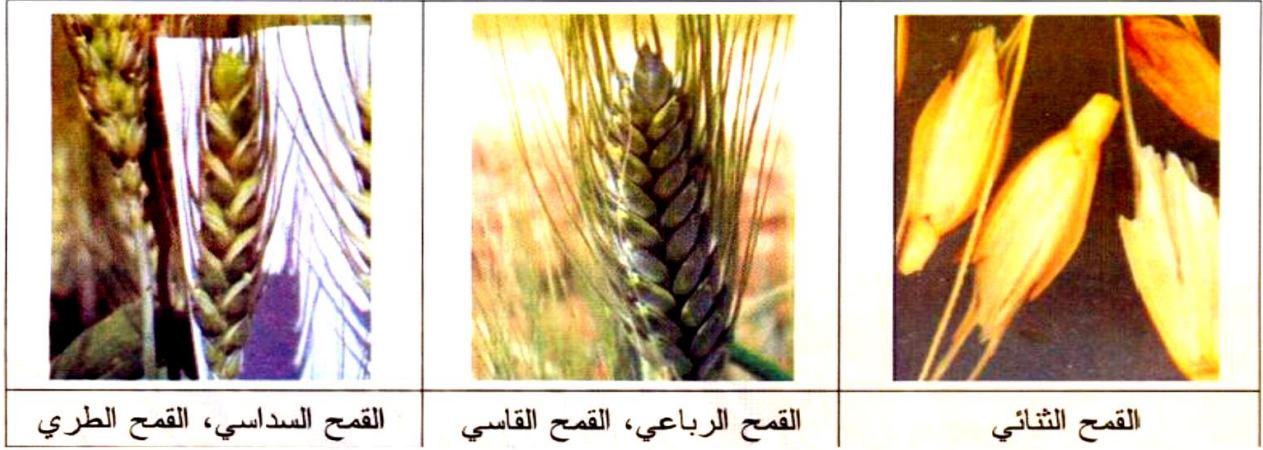 القمح الثنائي
القمح الرباعي، القمح القاسي
القمح السداسي، القمح الطري